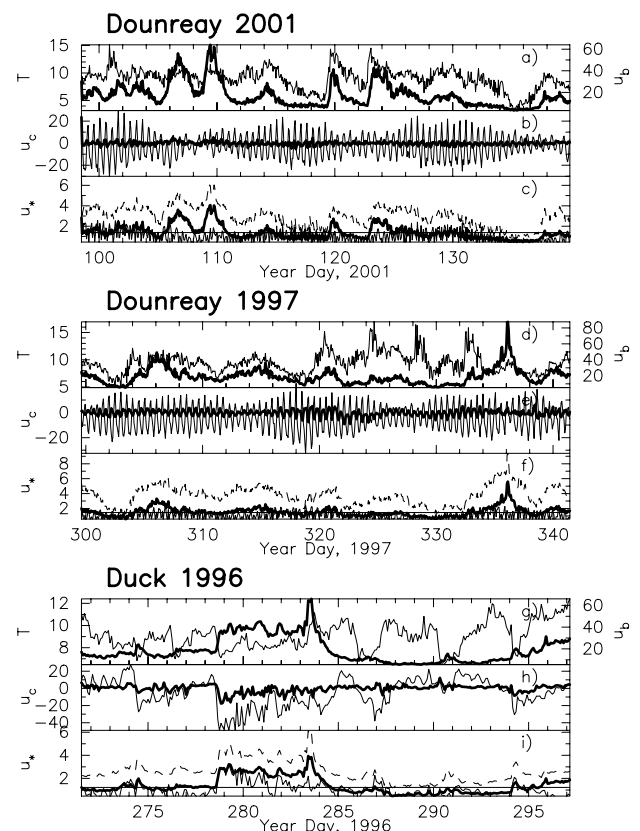 Dounreay 2001
15
10
5
T
a)
60
40
20
u_b
20
0
−20
u_c
b)
6
4
2
u_*
c)
100 110 120 130
Year Day, 2001
Dounreay 1997
15
10
5
T
d)
80
60
40
20
u_b
0
−20
u_c
e)
8
6
4
2
u_*
f)
300 310 320 330 340
Year Day, 1997
Duck 1996
12
10
8
T
g)
60
40
20
u_b
20
0
−20
−40
u_c
h)
6
4
2
u_*
i)
275 280 285 290 295
Year Day, 1996